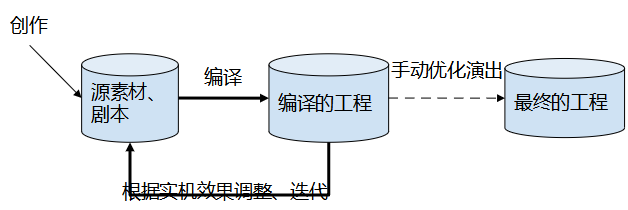 创作
源素材、
剧本
编译
编译的工程
手动优化演出
最终的工程
根据实机效果调整、迭代